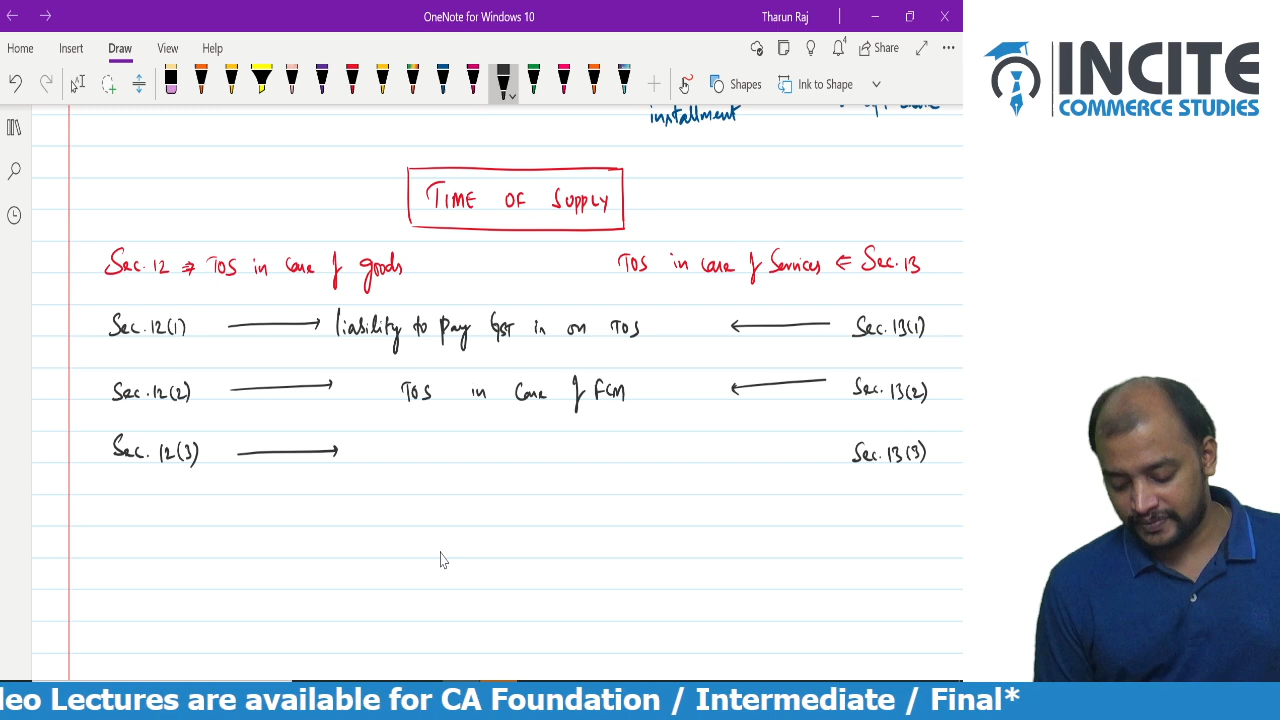 OneNote for Windows 10
Tharun Raj
Home Insert Draw View Help
4
Share
Shapes
Ink to Shape
INCITE
COMMERCE STUDIES
installment
TIME OF SUPPLY
Sec. 12 ⇒ TOS in case of goods
TOS in case of Services ⇐ Sec. 13
Sec. 12(1) ⟶ liability to pay GST is on TOS ⟵ Sec. 13(1)
Sec. 12(2) ⟶ TOS in case of FCM ⟵ Sec. 13(2)
Sec. 12(3) ⟶ Sec. 13(3)
deo Lectures are available for CA Foundation / Intermediate / Final*